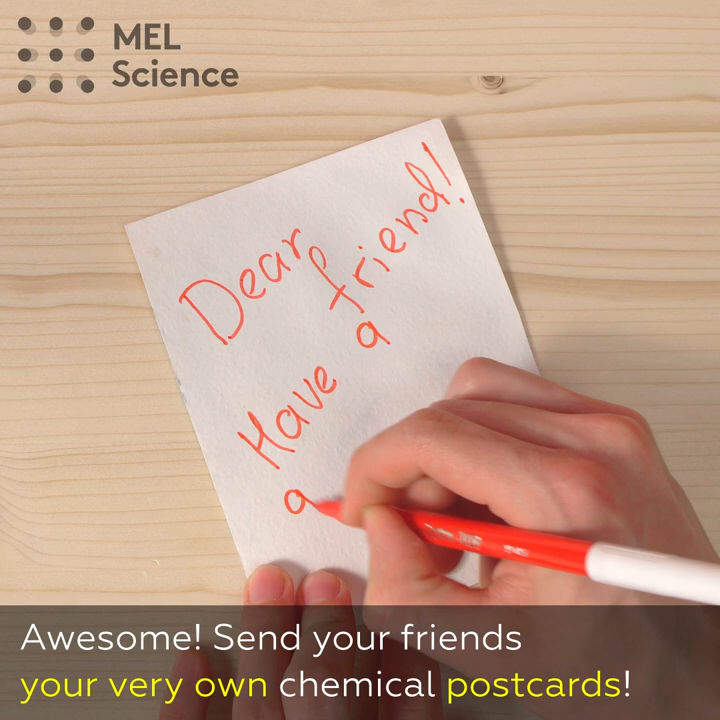 MEL
Science
Dear
friend!
Have a
a
Awesome! Send your friends
your very own chemical postcards!